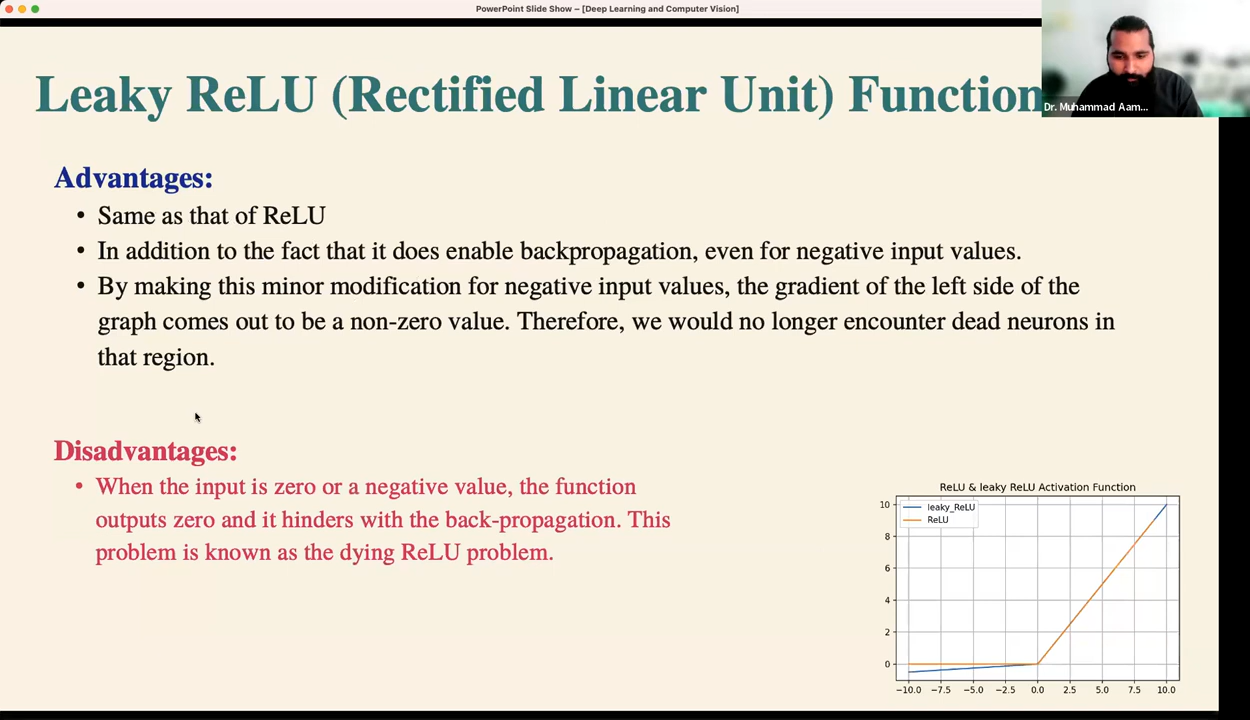 PowerPoint Slide Show – [Deep Learning and Computer Vision]
Leaky ReLU (Rectified Linear Unit) Function
Dr. Muhammad Aam...
Advantages:
• Same as that of ReLU
• In addition to the fact that it does enable backpropagation, even for negative input values.
• By making this minor modification for negative input values, the gradient of the left side of the
graph comes out to be a non-zero value. Therefore, we would no longer encounter dead neurons in
that region.
Disadvantages:
• When the input is zero or a negative value, the function
outputs zero and it hinders with the back-propagation. This
problem is known as the dying ReLU problem.
ReLU & leaky ReLU Activation Function
leaky_ReLU
ReLU
10
8
6
4
2
0
−10.0 −7.5 −5.0 −2.5 0.0 2.5 5.0 7.5 10.0